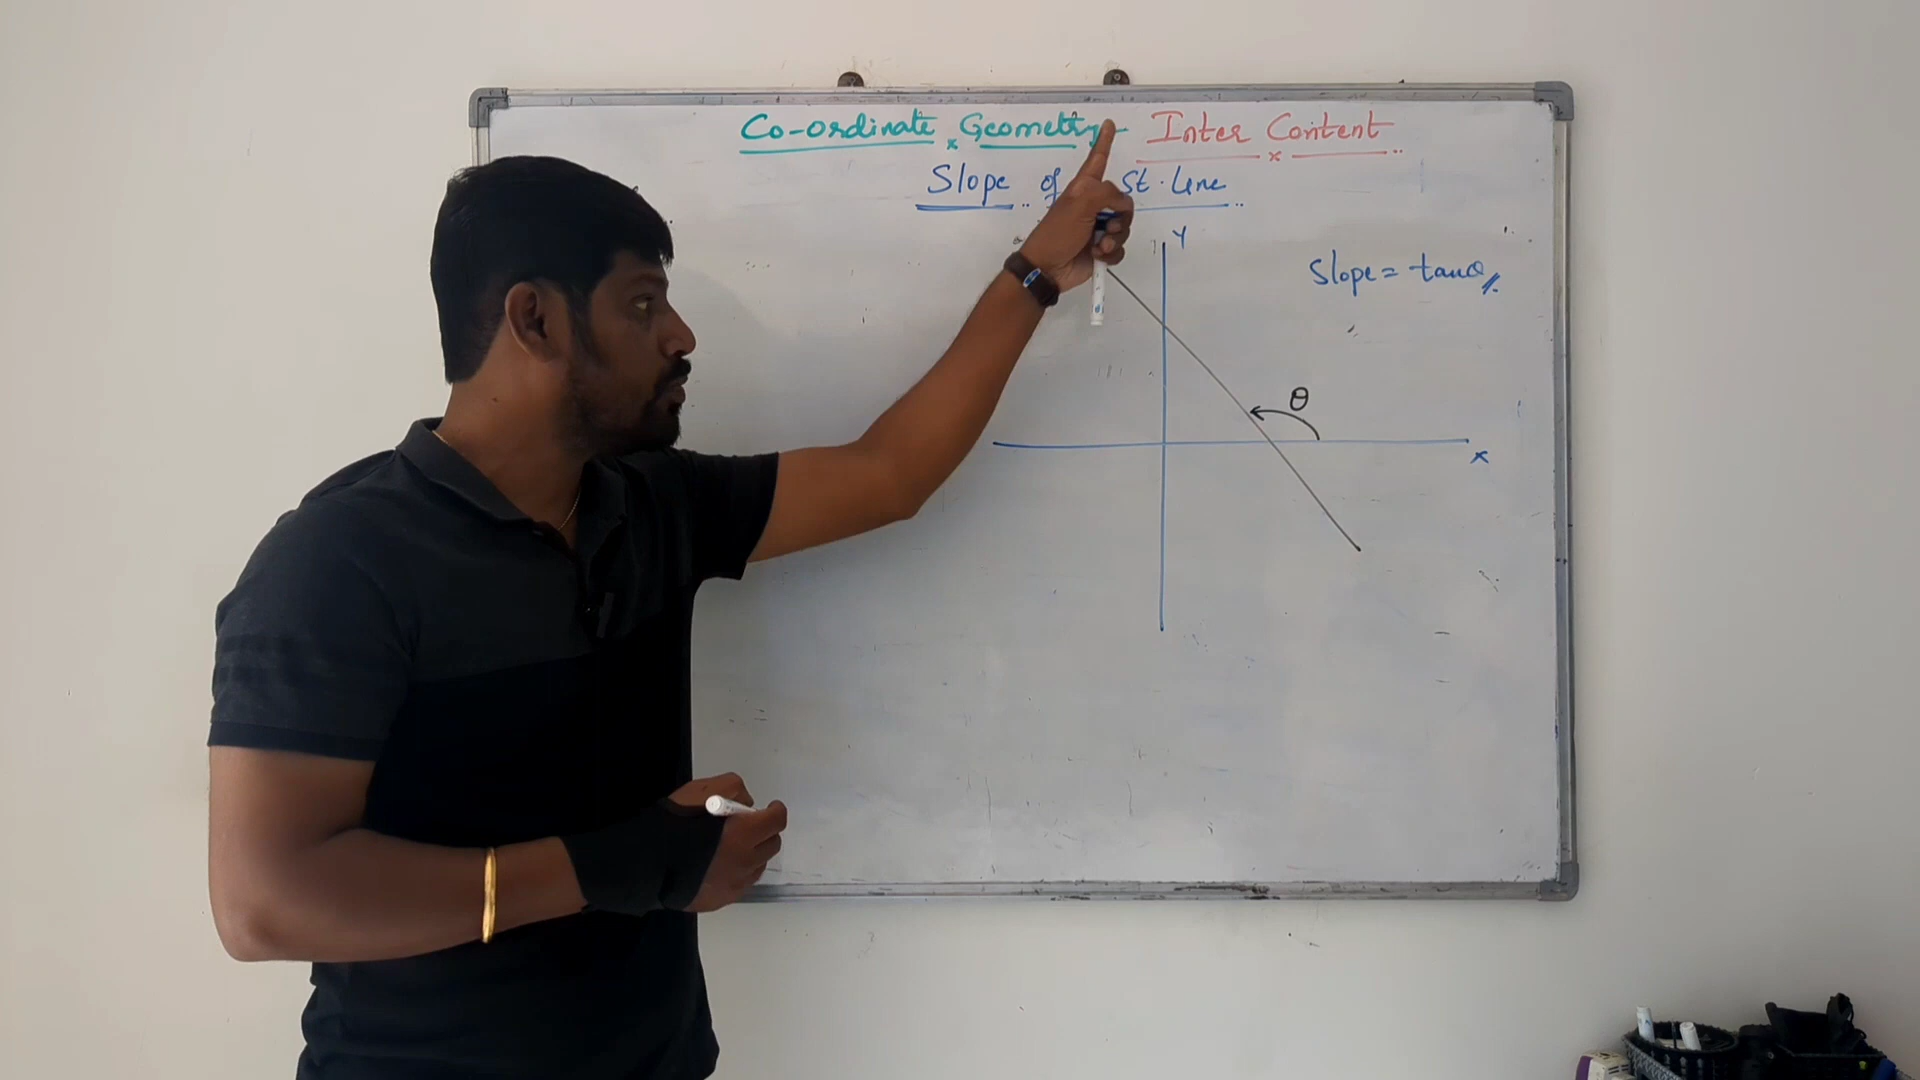 Co-ordinate Geometry - Inter Content
Slope of St. Line
Y
Slope = tanθ
θ
x